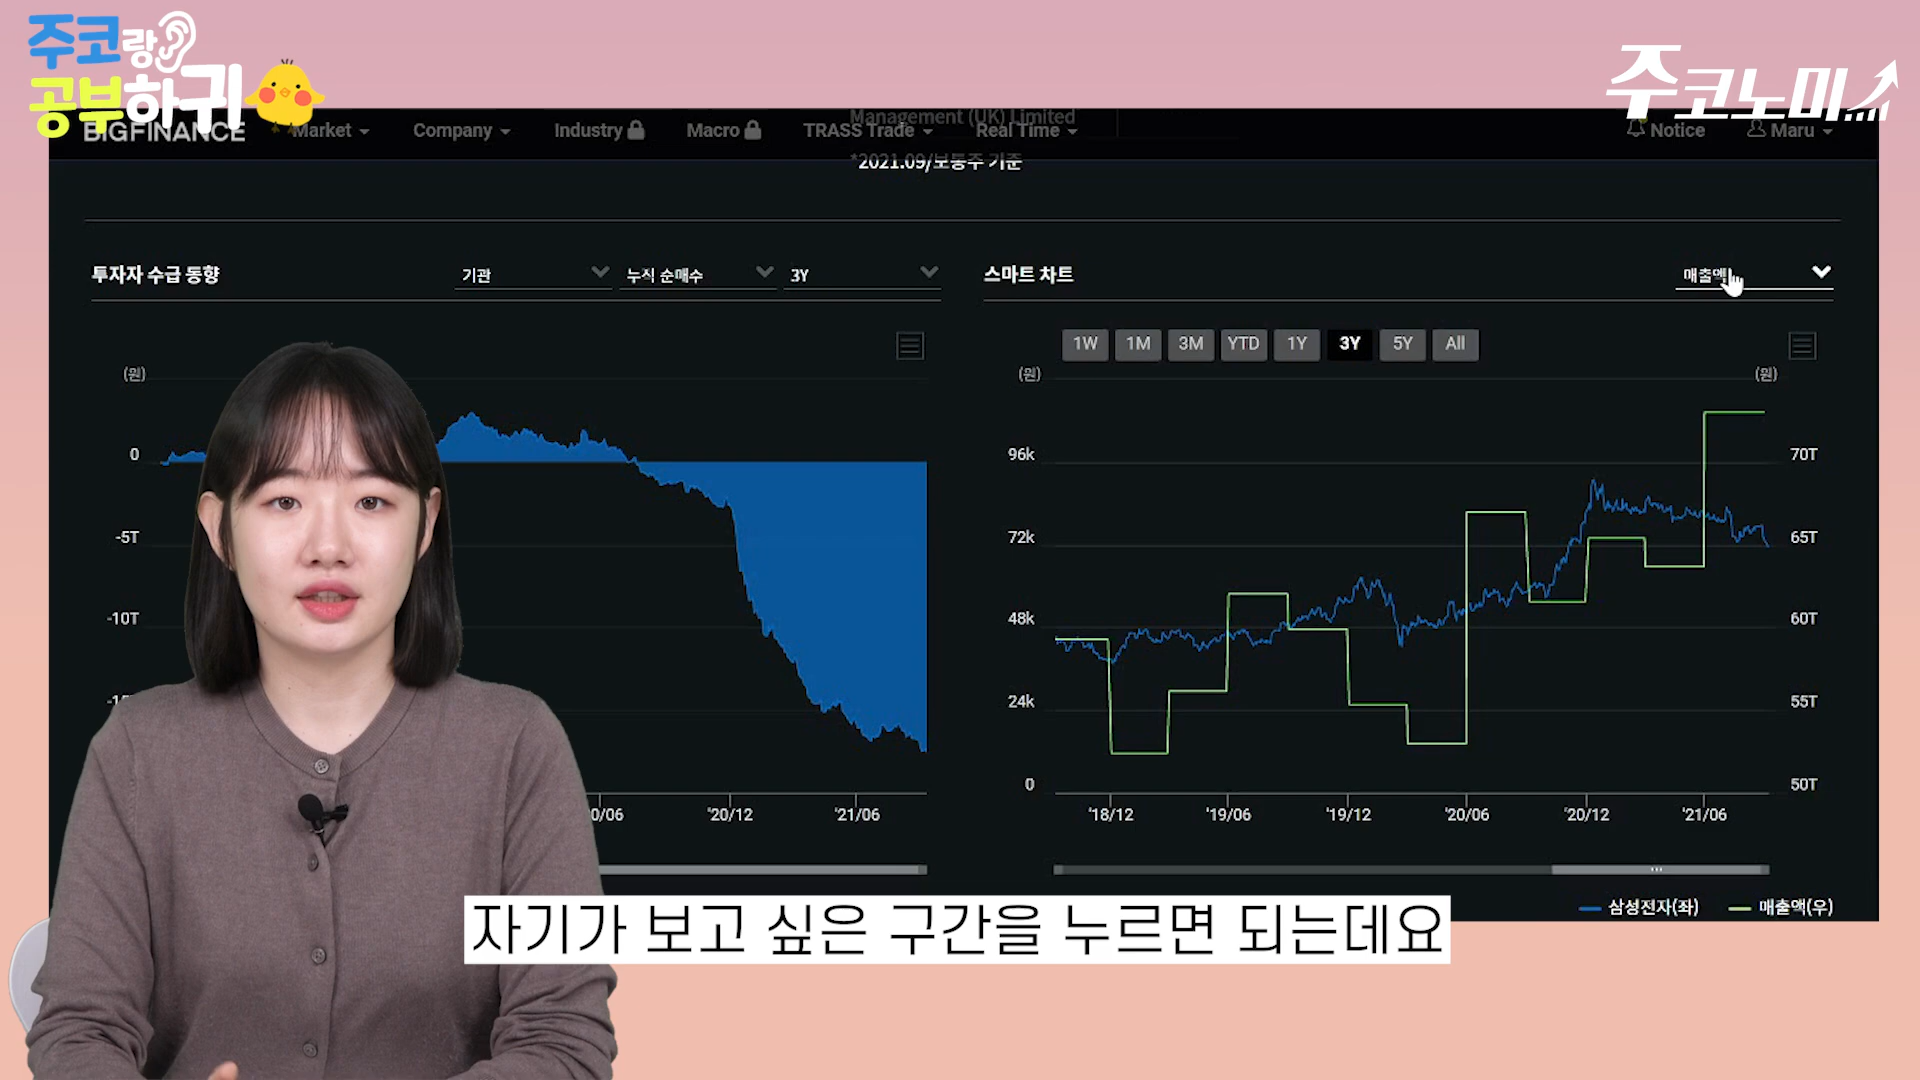 주코랑
공부하귀
주코노미
BIGFINANCE
Market
Company
Industry
Macro
TRASS Trade
Real Time
Notice
Maru
Management (UK) Limited
*2021.09/보통주 기준
투자자 수급 동향
기관
누적 순매수
3Y
스마트 차트
매출액
1W 1M 3M YTD 1Y 3Y 5Y All
(원)
0
-5T
-10T
'20/12
'21/06
(원)
(원)
96k
72k
48k
24k
0
70T
65T
60T
55T
50T
'18/12
'19/06
'19/12
'20/06
'20/12
'21/06
삼성전자(좌)
매출액(우)
자기가 보고 싶은 구간을 누르면 되는데요